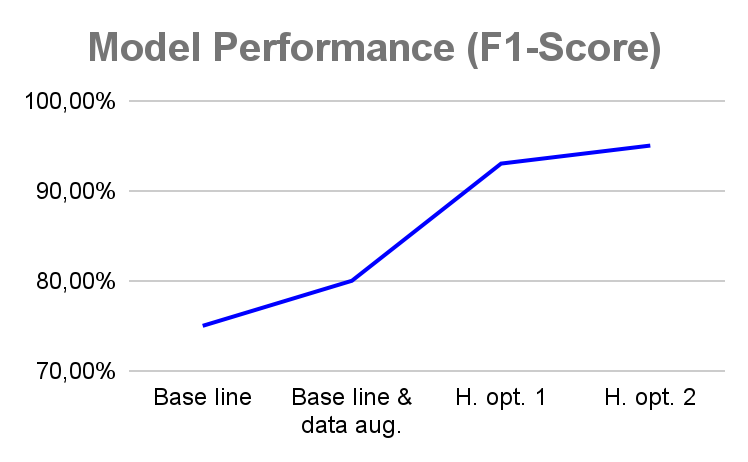 Model Performance (F1-Score)
100,00%
90,00%
80,00%
70,00%
Base line
Base line &
data aug.
H. opt. 1
H. opt. 2